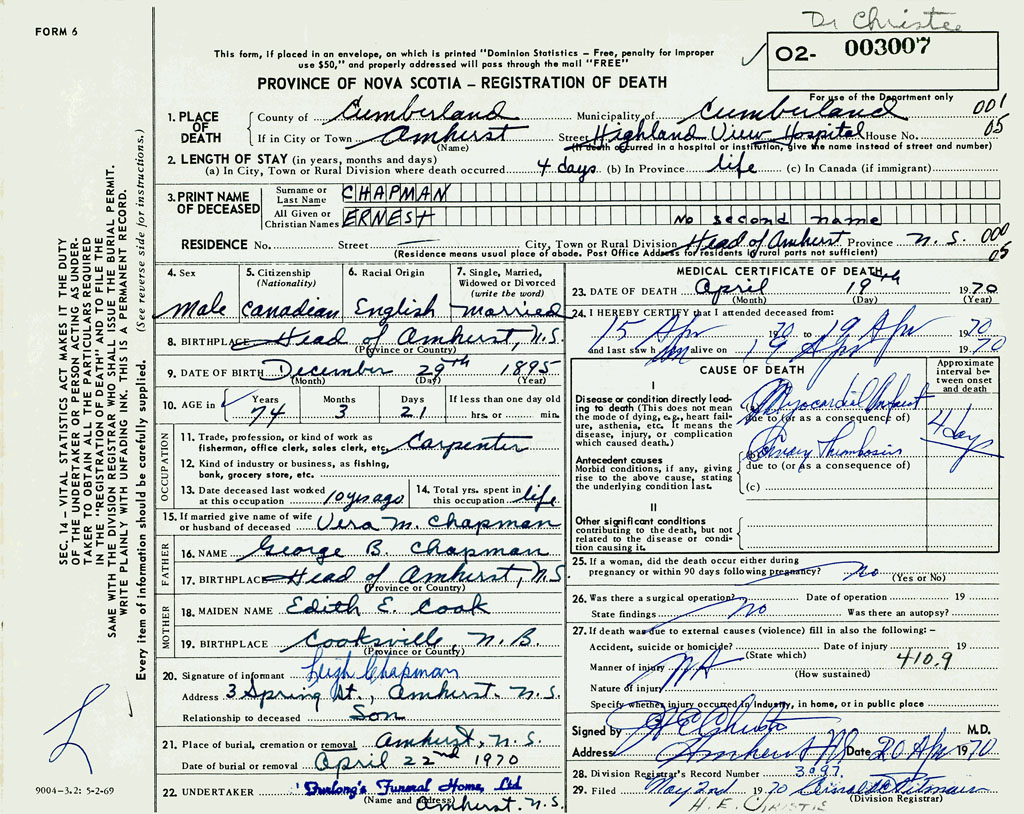 FORM 6
Dr Christie
This form, if placed in an envelope, on which is printed "Dominion Statistics – Free, penalty for improper
use $50," and properly addressed will pass through the mail "FREE"
O2- 003007
PROVINCE OF NOVA SCOTIA – REGISTRATION OF DEATH
For use of the Department only
1. PLACE OF DEATH
County of Cumberland Municipality of Cumberland 001
If in City or Town Amherst Street Highland View Hospital House No. 05
(Name) (If death occurred in a hospital or institution, give the name instead of street and number)
2. LENGTH OF STAY (in years, months and days)
(a) In City, Town or Rural Division where death occurred 4 days (b) In Province life (c) In Canada (if immigrant)
3. PRINT NAME OF DECEASED
Surname or Last Name CHAPMAN
All Given or Christian Names ERNEST No second name
RESIDENCE No. Street — City, Town or Rural Division Head of Amherst Province N.S. 000
(Residence means usual place of abode. Post Office Address for residents in rural parts not sufficient) 05
4. Sex 5. Citizenship (Nationality) 6. Racial Origin 7. Single, Married, Widowed or Divorced (write the word)
Male Canadian English Married
8. BIRTHPLACE Head of Amherst, N.S.
(Province or Country)
9. DATE OF BIRTH December 29th 1895
(Month) (Day) (Year)
10. AGE in Years Months Days If less than one day old
74 3 21 hrs. or min.
OCCUPATION
11. Trade, profession, or kind of work as
fisherman, office clerk, sales clerk, etc. Carpenter
12. Kind of industry or business, as fishing,
bank, grocery store, etc.
13. Date deceased last worked at this occupation 10 yrs ago 14. Total yrs. spent in this occupation life
15. If married give name of wife
or husband of deceased Vera M. Chapman
FATHER
16. NAME George B. Chapman
17. BIRTHPLACE Head of Amherst, N.S
(Province or Country)
MOTHER
18. MAIDEN NAME Edith E. Cook
19. BIRTHPLACE Cooksville, N.B.
(Province or Country)
20. Signature of informant Leigh Chapman
Address 3 Spring St., Amherst. N.S.
Relationship to deceased Son
21. Place of burial, cremation or removal Amherst, N.S.
Date of burial or removal April 22nd 1970
22. UNDERTAKER Furlong's Funeral Home, Ltd
(Name and address) Amherst, N.S.
MEDICAL CERTIFICATE OF DEATH
23. DATE OF DEATH April 19th 1970
(Month) (Day) (Year)
24. I HEREBY CERTIFY that I attended deceased from:
15 Apr 1970 to 19 Apr 1970
and last saw him alive on 19 Apr 1970
CAUSE OF DEATH
Approximate interval between onset and death
I
Disease or condition directly leading
to death (This does not mean
the mode of dying, e.g., heart failure,
asthenia, etc. It means the
disease, injury, or complication
which caused death.)
(a) Myocardial Infarct
due to (or as a consequence of)
4 days
Antecedent causes
Morbid conditions, if any, giving
rise to the above cause, stating
the underlying condition last.
(b) Coronary Thrombosis
due to (or as a consequence of)
(c)
II
Other significant conditions
contributing to the death, but not
related to the disease or condition
causing it.
25. If a woman, did the death occur either during
pregnancy or within 90 days following pregnancy? No
(Yes or No)
26. Was there a surgical operation? No Date of operation 19
State findings Was there an autopsy?
27. If death was due to external causes (violence) fill in also the following: –
Accident, suicide or homicide? Date of injury 19
(State which)
Manner of injury NA 410.9
(How sustained)
Nature of injury
Specify whether injury occurred in industry, in home, or in public place
Signed by H E Christie M.D.
Address Amherst NS Date 20 Apr 1970
28. Division Registrar's Record Number 3097.
29. Filed May 2nd 1970
(Division Registrar)
H. E. CHRISTIE
SEC. 14 – VITAL STATISTICS ACT MAKES IT THE DUTY
OF THE UNDERTAKER OR PERSON ACTING AS UNDERTAKER
TO OBTAIN ALL THE PARTICULARS REQUIRED
IN THE "REGISTRATION OF DEATH" AND TO FILE THE
SAME WITH THE DIVISION REGISTRAR WHO SHALL ISSUE THE BURIAL PERMIT.
WRITE PLAINLY WITH UNFADING INK. THIS IS A PERMANENT RECORD.
Every item of information should be carefully supplied. (See reverse side for instructions.)
9004-3.2: 5-2-69